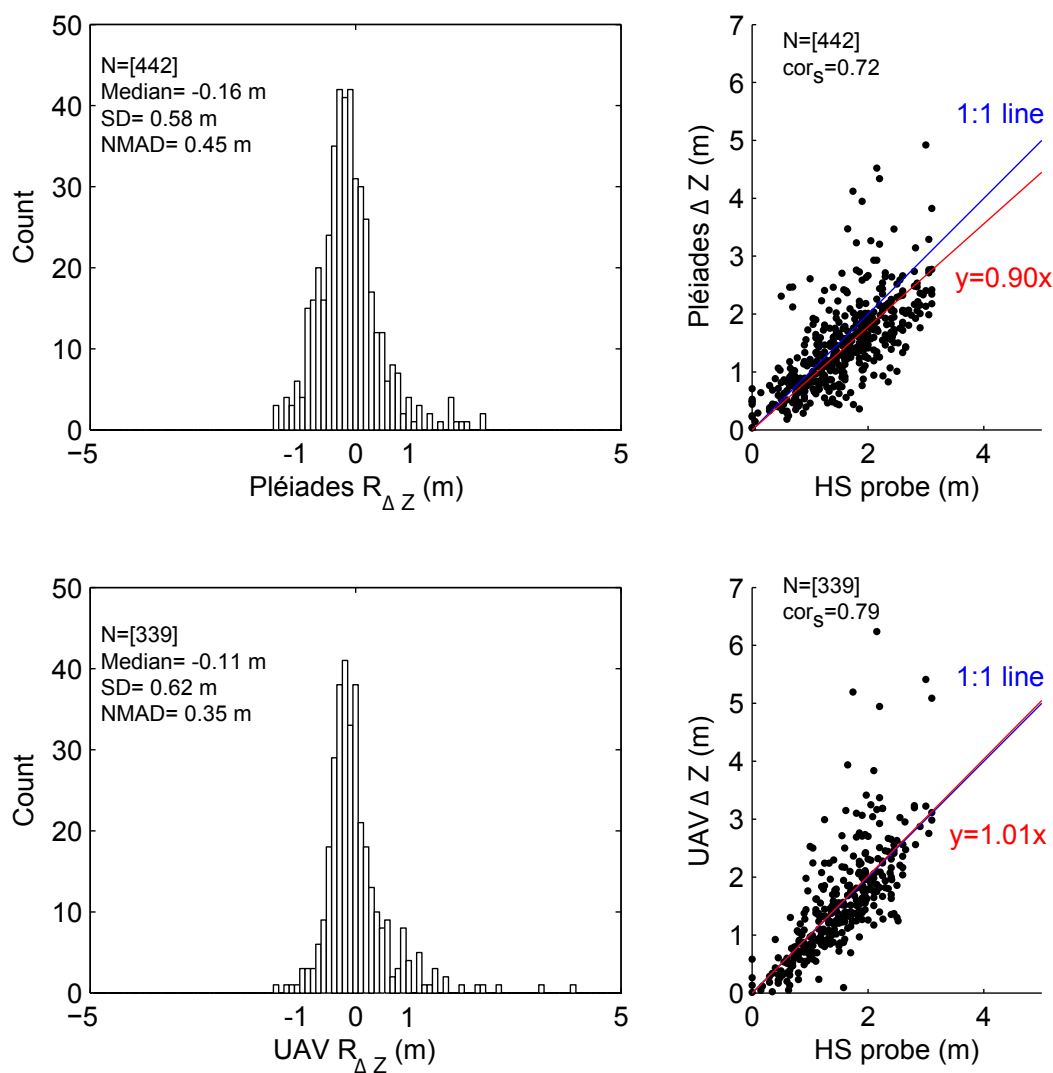 50
40
30
20
10
0
Count
N=[442]
Median= -0.16 m
SD= 0.58 m
NMAD= 0.45 m
−5
-1
0
1
5
Pléiades R Δ Z (m)
7
6
5
4
3
2
1
0
Pléiades Δ Z (m)
N=[442]
cors=0.72
1:1 line
y=0.90x
0
2
4
HS probe (m)
50
40
30
20
10
0
Count
N=[339]
Median= -0.11 m
SD= 0.62 m
NMAD= 0.35 m
−5
-1
0
1
5
UAV R Δ Z (m)
7
6
5
4
3
2
1
0
UAV Δ Z (m)
N=[339]
cors=0.79
1:1 line
y=1.01x
0
2
4
HS probe (m)